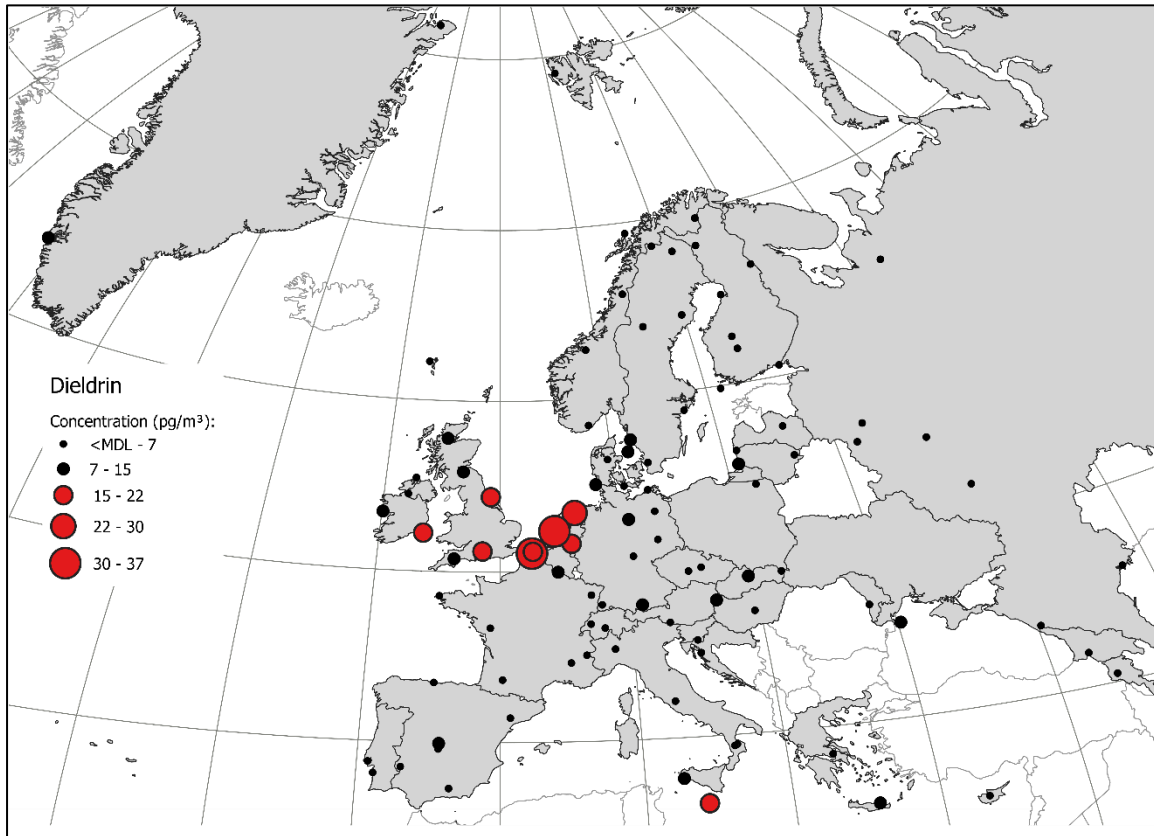 Dieldrin
Concentration (pg/m³):
<MDL - 7
7 - 15
15 - 22
22 - 30
30 - 37